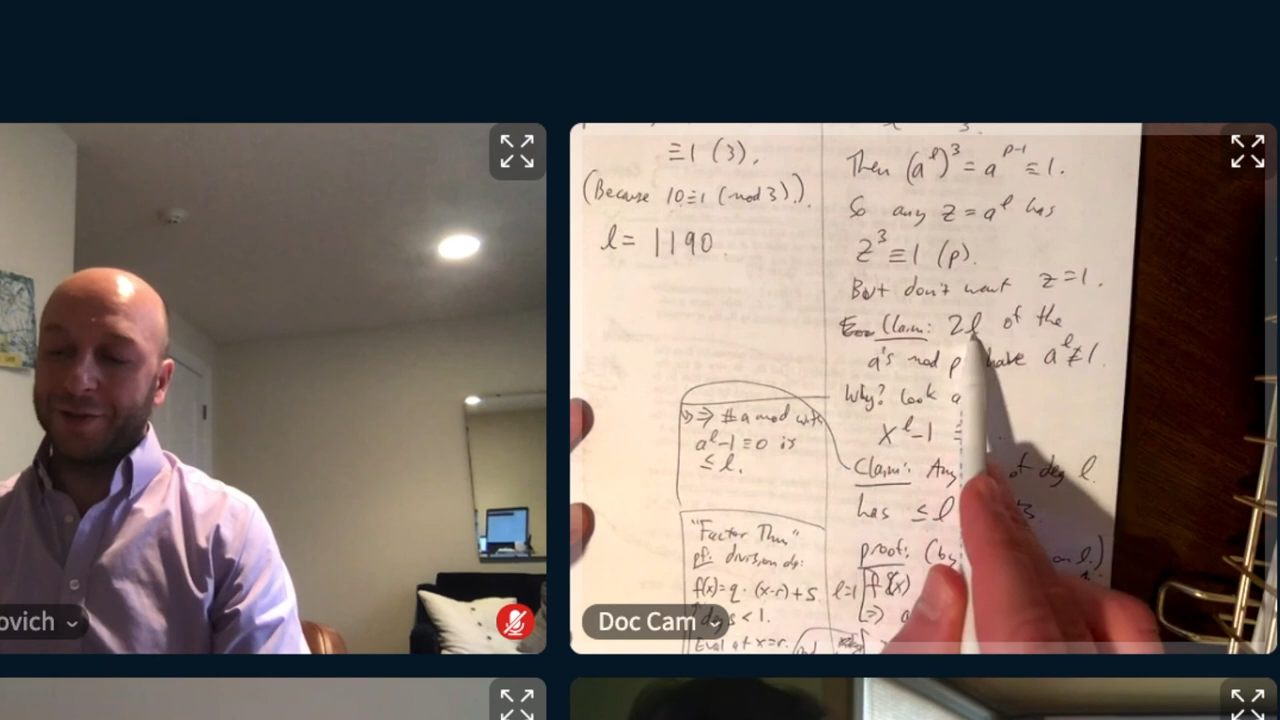 ovich
≡1 (3).
(Because 10≡1 (mod 3)).
l= 1190.
↳ ⇒ # a mod with
a^l-1≡0 is
≤ l.
"Factor Thm"
pf: division alg:
f(x)=q·(x-r)+s
deg < 1.
Eval at x=r.
3.
Then (a^l)^3 = a^{p-1} ≡1.
So any z=a^l has
z^3≡1 (p).
But don't want z=1.
Claim: 2l of the
a's mod p have a^l≢1.
Why? Look a
x^l-1 ≡
Claim: Any of deg l.
has ≤l
proof: (by on l.)
l=1
⇒ a
Doc Cam